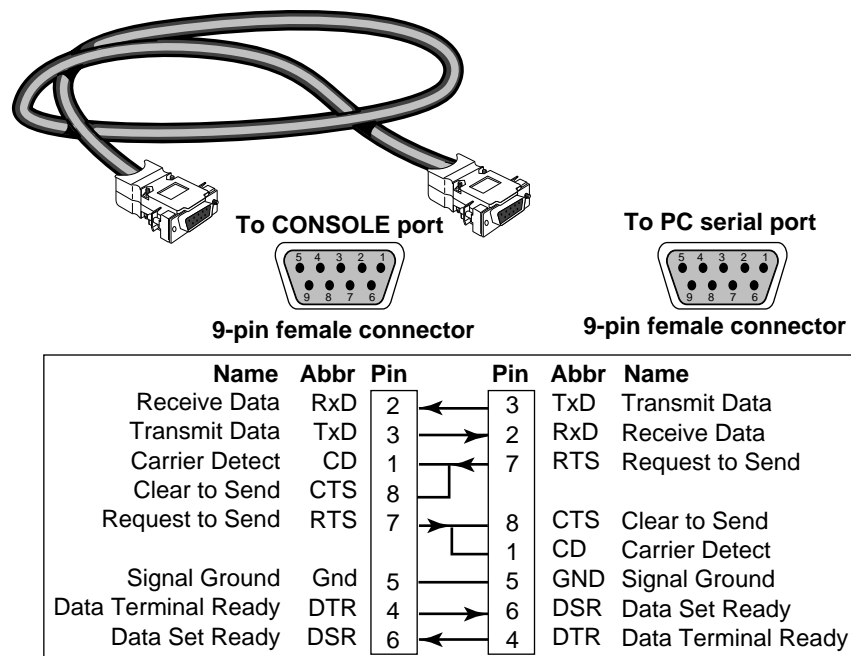 To CONSOLE port To PC serial port
5 4 3 2 1 5 4 3 2 1
9 8 7 6 9 8 7 6
9-pin female connector 9-pin female connector
Name Abbr Pin Pin Abbr Name
Receive Data RxD 2 3 TxD Transmit Data
Transmit Data TxD 3 2 RxD Receive Data
Carrier Detect CD 1 7 RTS Request to Send
Clear to Send CTS 8
Request to Send RTS 7 8 CTS Clear to Send
1 CD Carrier Detect
Signal Ground Gnd 5 5 GND Signal Ground
Data Terminal Ready DTR 4 6 DSR Data Set Ready
Data Set Ready DSR 6 4 DTR Data Terminal Ready